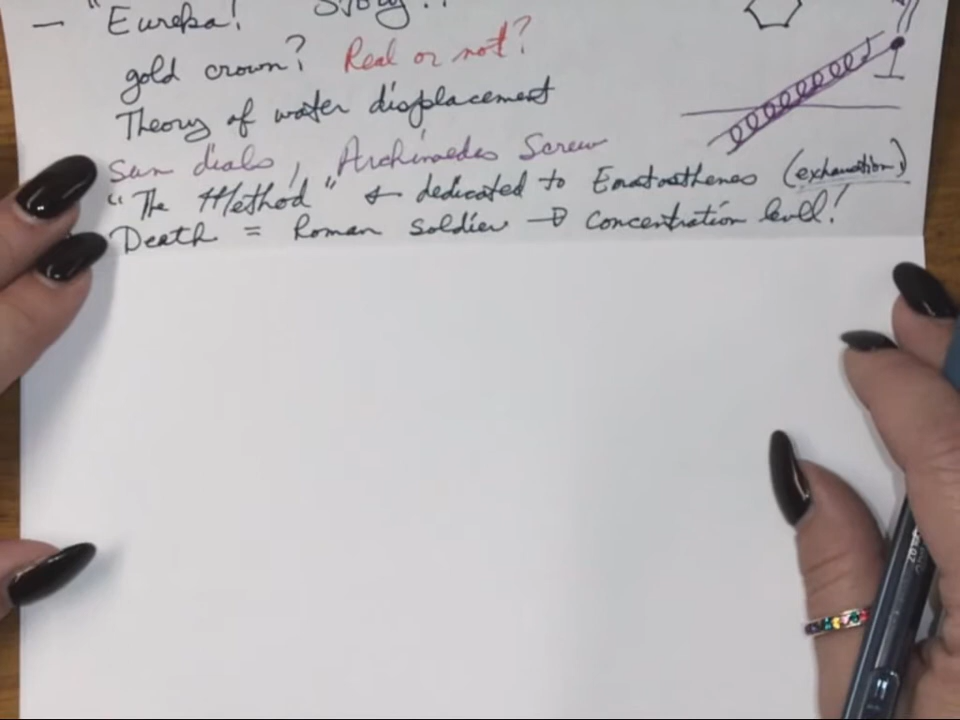 — "Eureka! Story!!
gold crown? Real or not?
Theory of water displacement
Sun dials, Archimedes Screw
"The Method" ← dedicated to Eratosthenes (exhaustion)
Death = Roman soldier → concentration level!